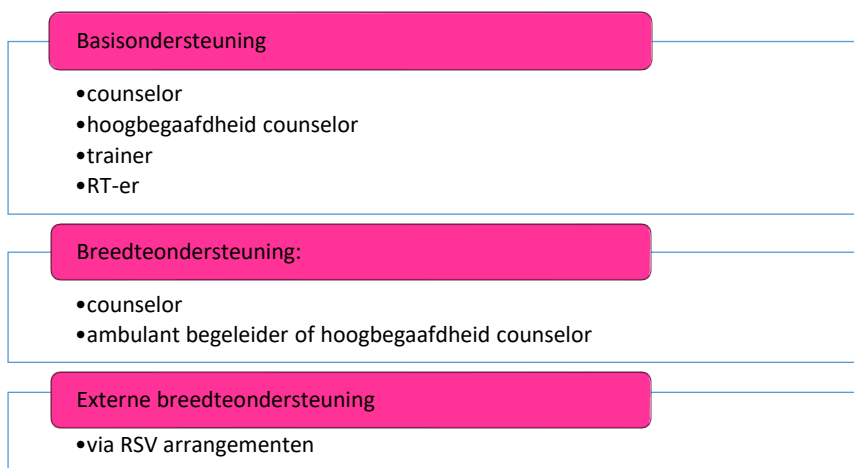 Basisondersteuning
•counselor
•hoogbegaafdheid counselor
•trainer
•RT-er
Breedteondersteuning:
•counselor
•ambulant begeleider of hoogbegaafdheid counselor
Externe breedteondersteuning
•via RSV arrangementen